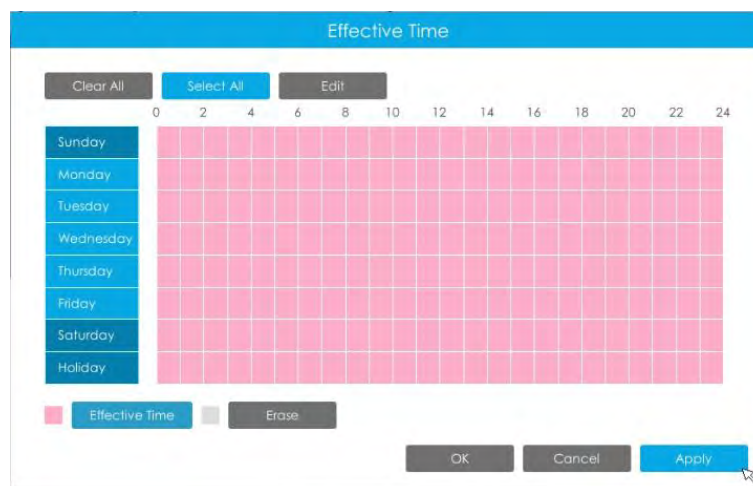 Effective Time
Clear All Select All Edit
0 2 4 6 8 10 12 14 16 18 20 22 24
Sunday
Monday
Tuesday
Wednesday
Thursday
Friday
Saturday
Holiday
Effective Time Erase
OK Cancel Apply